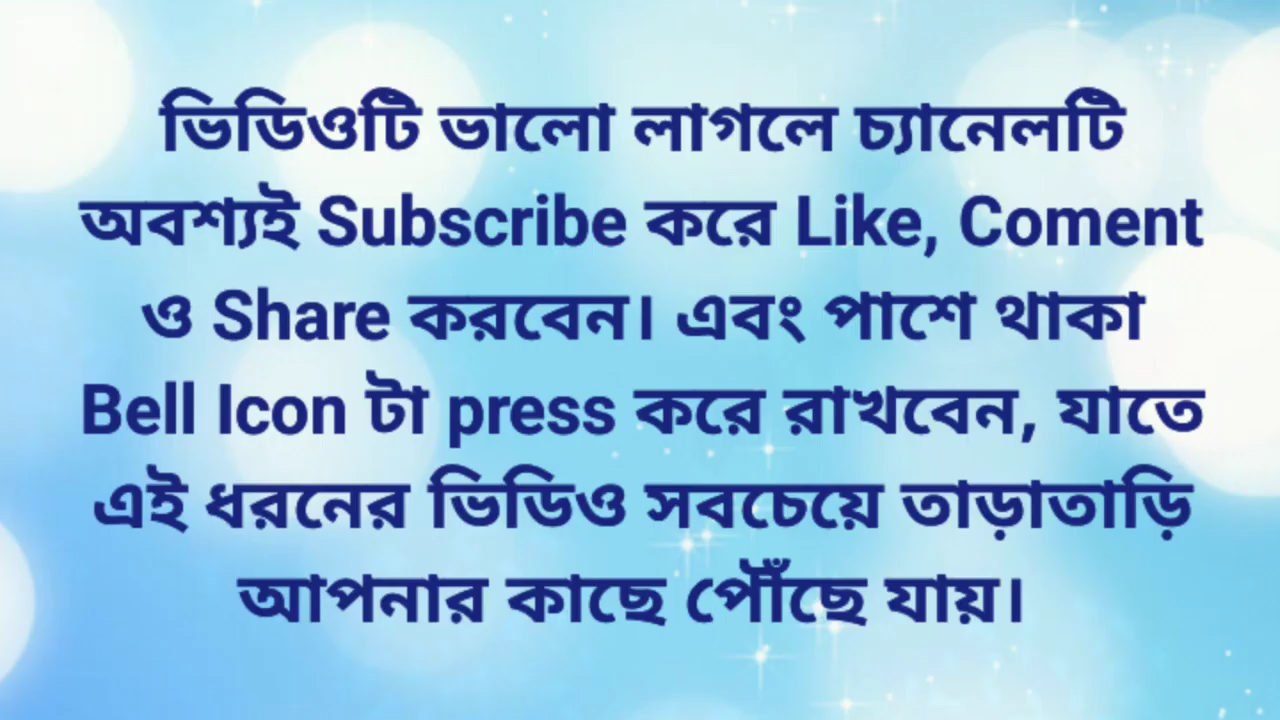 ভিডিওটি ভালো লাগলে চ্যানেলটি
অবশ্যই Subscribe করে Like, Coment
ও Share করবেন। এবং পাশে থাকা
Bell Icon টা press করে রাখবেন, যাতে
এই ধরনের ভিডিও সবচেয়ে তাড়াতাড়ি
আপনার কাছে পৌঁছে যায়।